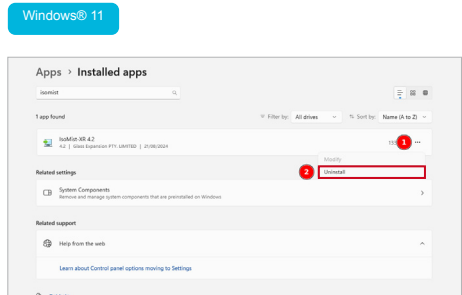 Windows® 11
Apps > Installed apps
isomist
1 app found
Filter by: All drives
Sort by: Name (A to Z)
IsoMist-XR 4.2
4.2 | Glass Expansion PTY. LIMITED | 21/08/2024
1
Modify
2
Uninstall
Related settings
System Components
Remove and manage system components that are preinstalled on Windows
Related support
Help from the web
Learn about Control panel options moving to Settings